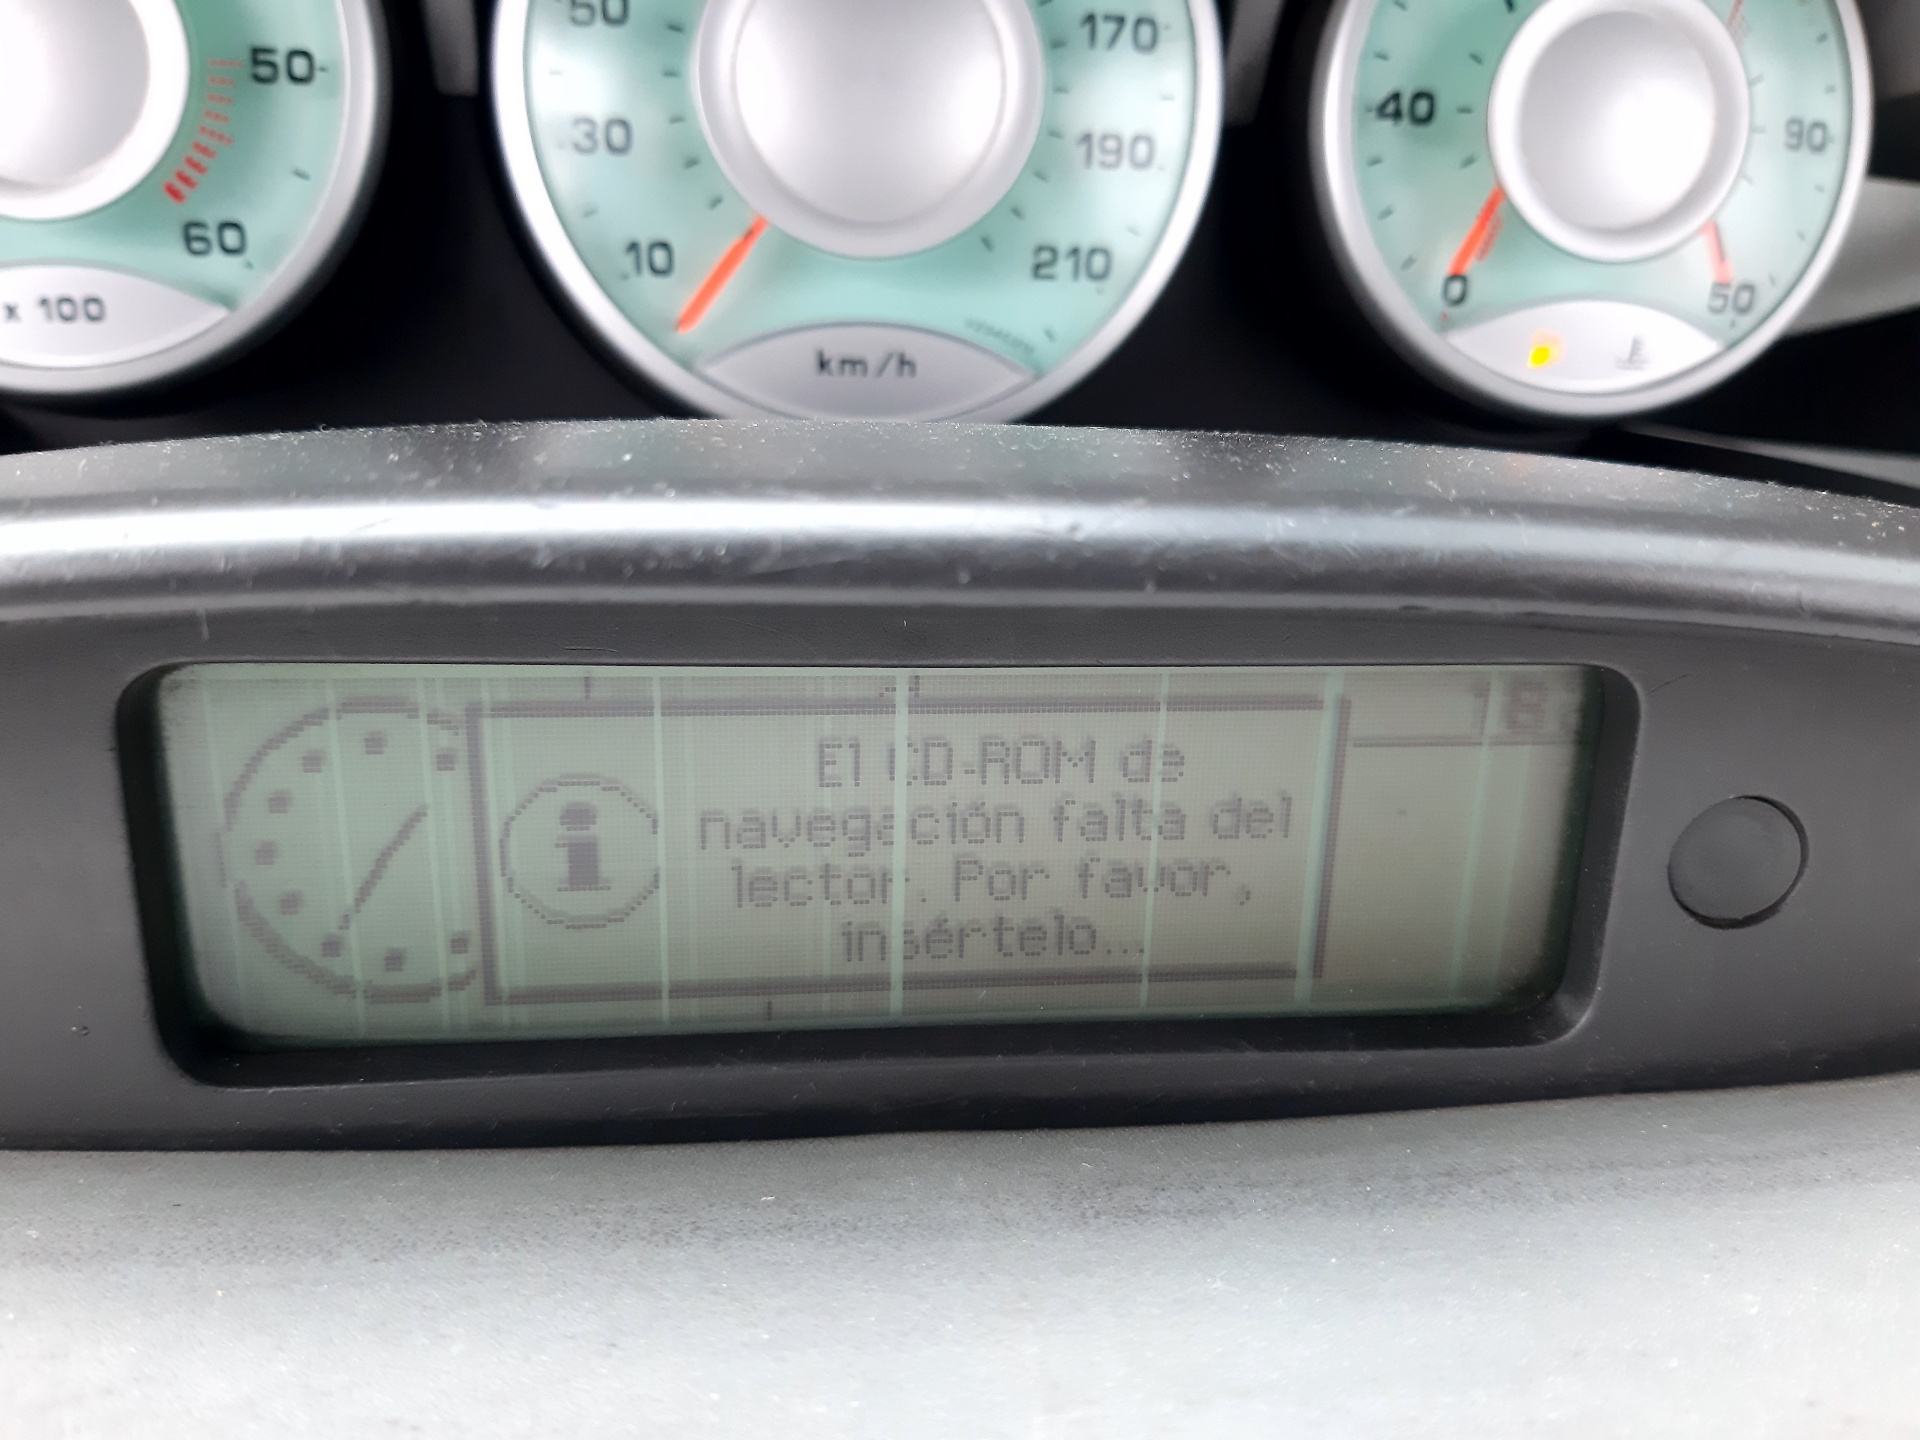 50
60
x 100
50
30
10
170
190
210
km/h
40
0
90
50
El CD-ROM de
navegación falta del
lector. Por favor,
insértelo...